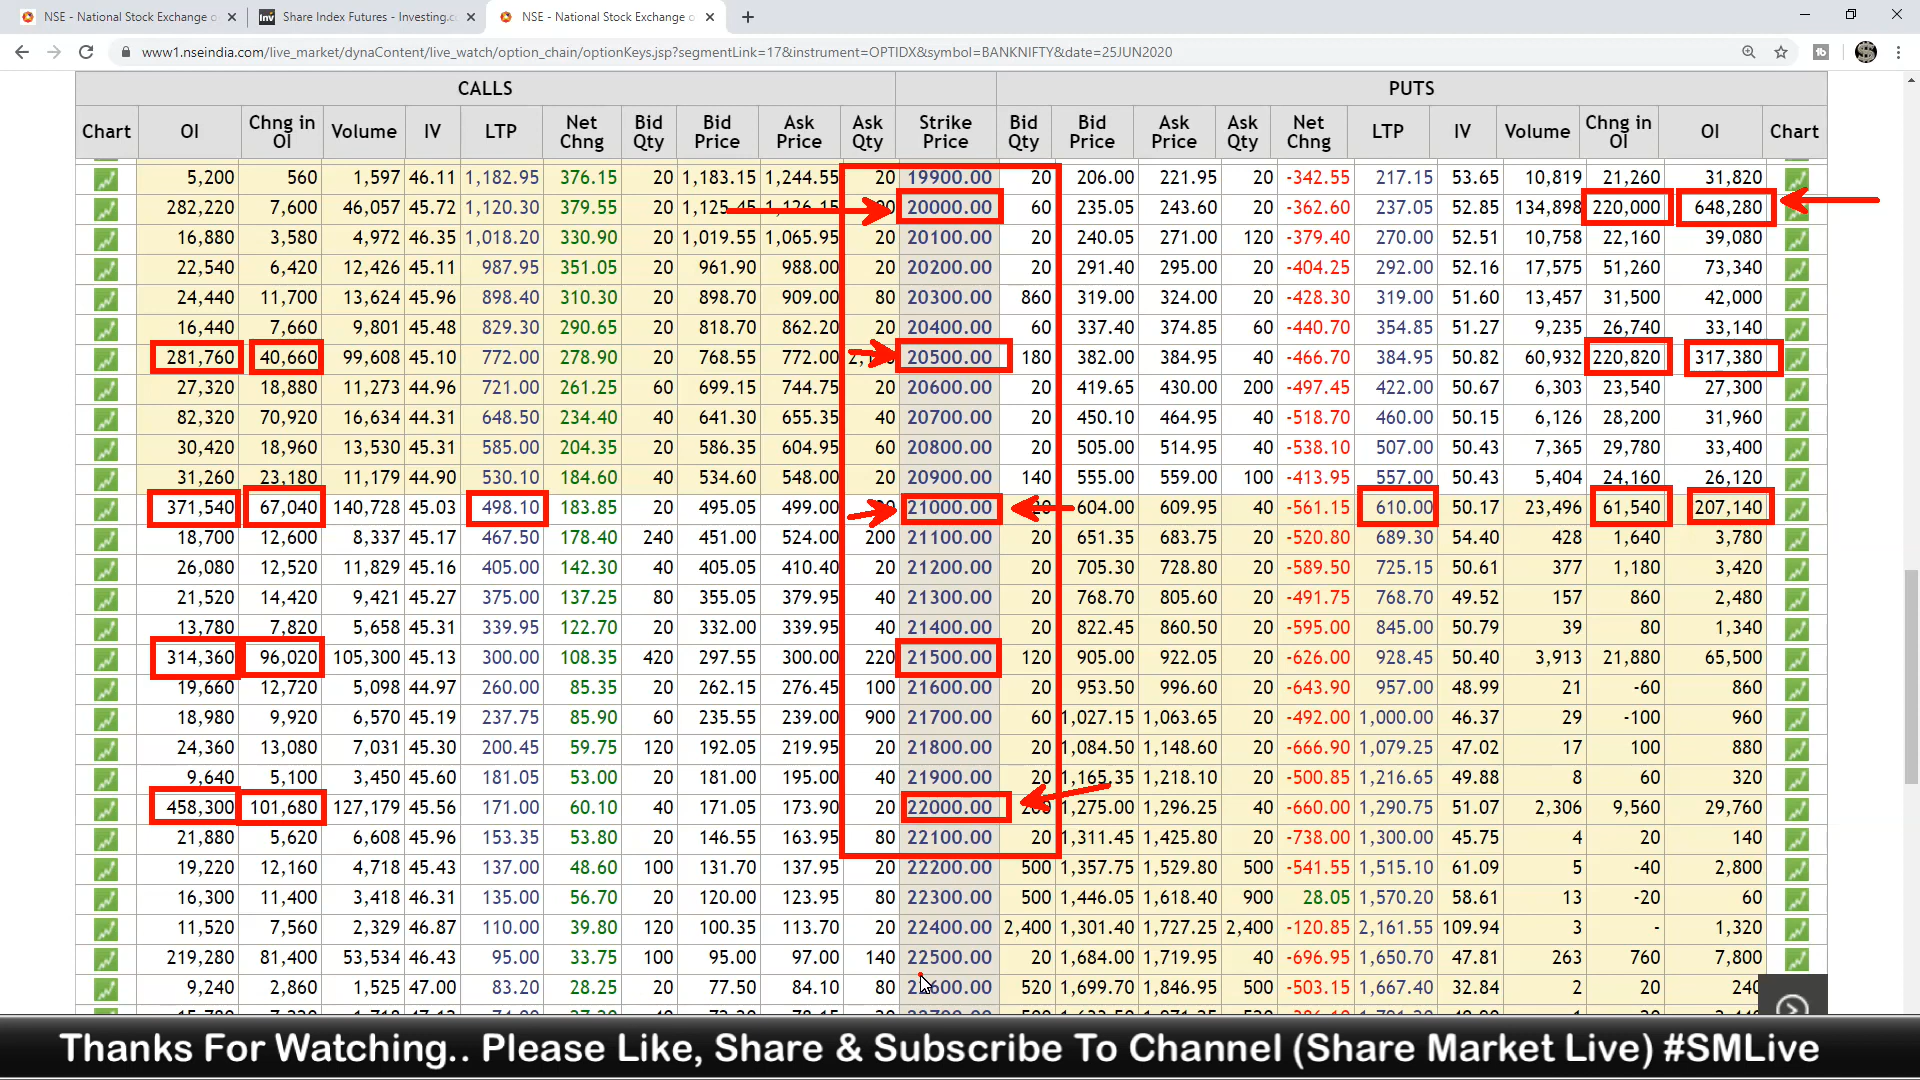 NSE - National Stock Exchange o
Share Index Futures - Investing.c
NSE - National Stock Exchange o
www1.nseindia.com/live_market/dynaContent/live_watch/option_chain/optionKeys.jsp?segmentLink=17&instrument=OPTIDX&symbol=BANKNIFTY&date=25JUN2020
CALLS PUTS
Chart OI Chng in OI Volume IV LTP Net Chng Bid Qty Bid Price Ask Price Ask Qty Strike Price Bid Qty Bid Price Ask Price Ask Qty Net Chng LTP IV Volume Chng in OI OI Chart
5,200 560 1,597 46.11 1,182.95 376.15 20 1,183.15 1,244.55 20 19900.00 20 206.00 221.95 20 -342.55 217.15 53.65 10,819 21,260 31,820
282,220 7,600 46,057 45.72 1,120.30 379.55 20 20000.00 60 235.05 243.60 20 -362.60 237.05 52.85 134,898 220,000 648,280
16,880 3,580 4,972 46.35 1,018.20 330.90 20 1,019.55 1,065.95 20 20100.00 20 240.05 271.00 120 -379.40 270.00 52.51 10,758 22,160 39,080
22,540 6,420 12,426 45.11 987.95 351.05 20 961.90 988.00 20 20200.00 20 291.40 295.00 20 -404.25 292.00 52.16 17,575 51,260 73,340
24,440 11,700 13,624 45.96 898.40 310.30 20 898.70 909.00 80 20300.00 860 319.00 324.00 20 -428.30 319.00 51.60 13,457 31,500 42,000
16,440 7,660 9,801 45.48 829.30 290.65 20 818.70 862.20 20 20400.00 60 337.40 374.85 60 -440.70 354.85 51.27 9,235 26,740 33,140
281,760 40,660 99,608 45.10 772.00 278.90 20 768.55 772.00 20500.00 180 382.00 384.95 40 -466.70 384.95 50.82 60,932 220,820 317,380
27,320 18,880 11,273 44.96 721.00 261.25 60 699.15 744.75 20 20600.00 20 419.65 430.00 200 -497.45 422.00 50.67 6,303 23,540 27,300
82,320 70,920 16,634 44.31 648.50 234.40 40 641.30 655.35 40 20700.00 20 450.10 464.95 40 -518.70 460.00 50.15 6,126 28,200 31,960
30,420 18,960 13,530 45.31 585.00 204.35 20 586.35 604.95 60 20800.00 20 505.00 514.95 40 -538.10 507.00 50.43 7,365 29,780 33,400
31,260 23,180 11,179 44.90 530.10 184.60 40 534.60 548.00 20 20900.00 140 555.00 559.00 100 -413.95 557.00 50.43 5,404 24,160 26,120
371,540 67,040 140,728 45.03 498.10 183.85 20 495.05 499.00 21000.00 604.00 609.95 40 -561.15 610.00 50.17 23,496 61,540 207,140
18,700 12,600 8,337 45.17 467.50 178.40 240 451.00 524.00 200 21100.00 20 651.35 683.75 20 -520.80 689.30 54.40 428 1,640 3,780
26,080 12,520 11,829 45.16 405.00 142.30 40 405.05 410.40 20 21200.00 20 705.30 728.80 20 -589.50 725.15 50.61 377 1,180 3,420
21,520 14,420 9,421 45.27 375.00 137.25 80 355.05 379.95 40 21300.00 20 768.70 805.60 20 -491.75 768.70 49.52 157 860 2,480
13,780 7,820 5,658 45.31 339.95 122.70 20 332.00 339.95 40 21400.00 20 822.45 860.50 20 -595.00 845.00 50.79 39 80 1,340
314,360 96,020 105,300 45.13 300.00 108.35 420 297.55 300.00 220 21500.00 120 905.00 922.05 20 -626.00 928.45 50.40 3,913 21,880 65,500
19,660 12,720 5,098 44.97 260.00 85.35 20 262.15 276.45 100 21600.00 20 953.50 996.60 20 -643.90 957.00 48.99 21 -60 860
18,980 9,920 6,570 45.19 237.75 85.90 60 235.55 239.00 900 21700.00 60 1,027.15 1,063.65 20 -492.00 1,000.00 46.37 29 -100 960
24,360 13,080 7,031 45.30 200.45 59.75 120 192.05 219.95 20 21800.00 20 1,084.50 1,148.60 20 -666.90 1,079.25 47.02 17 100 880
9,640 5,100 3,450 45.60 181.05 53.00 20 181.00 195.00 40 21900.00 20 1,165.35 1,218.10 20 -500.85 1,216.65 49.88 8 60 320
458,300 101,680 127,179 45.56 171.00 60.10 40 171.05 173.90 20 22000.00 1,275.00 1,296.25 40 -660.00 1,290.75 51.07 2,306 9,560 29,760
21,880 5,620 6,608 45.96 153.35 53.80 20 146.55 163.95 80 22100.00 20 1,311.45 1,425.80 20 -738.00 1,300.00 45.75 4 20 140
19,220 12,160 4,718 45.43 137.00 48.60 100 131.70 137.95 20 22200.00 500 1,357.75 1,529.80 500 -541.55 1,515.10 61.09 5 -40 2,800
16,300 11,400 3,418 46.31 135.00 56.70 20 120.00 123.95 80 22300.00 500 1,446.05 1,618.40 900 28.05 1,570.20 58.61 13 -20 60
11,520 7,560 2,329 46.87 110.00 39.80 120 100.35 113.70 20 22400.00 2,400 1,301.40 1,727.25 2,400 -120.85 2,161.55 109.94 3 - 1,320
219,280 81,400 53,534 46.43 95.00 33.75 100 95.00 97.00 140 22500.00 20 1,684.00 1,719.95 40 -696.95 1,650.70 47.81 263 760 7,800
9,240 2,860 1,525 47.00 83.20 28.25 20 77.50 84.10 80 520 1,699.70 1,846.95 500 -503.15 1,667.40 32.84 2 20 240
Thanks For Watching.. Please Like, Share & Subscribe To Channel (Share Market Live) #SMLive